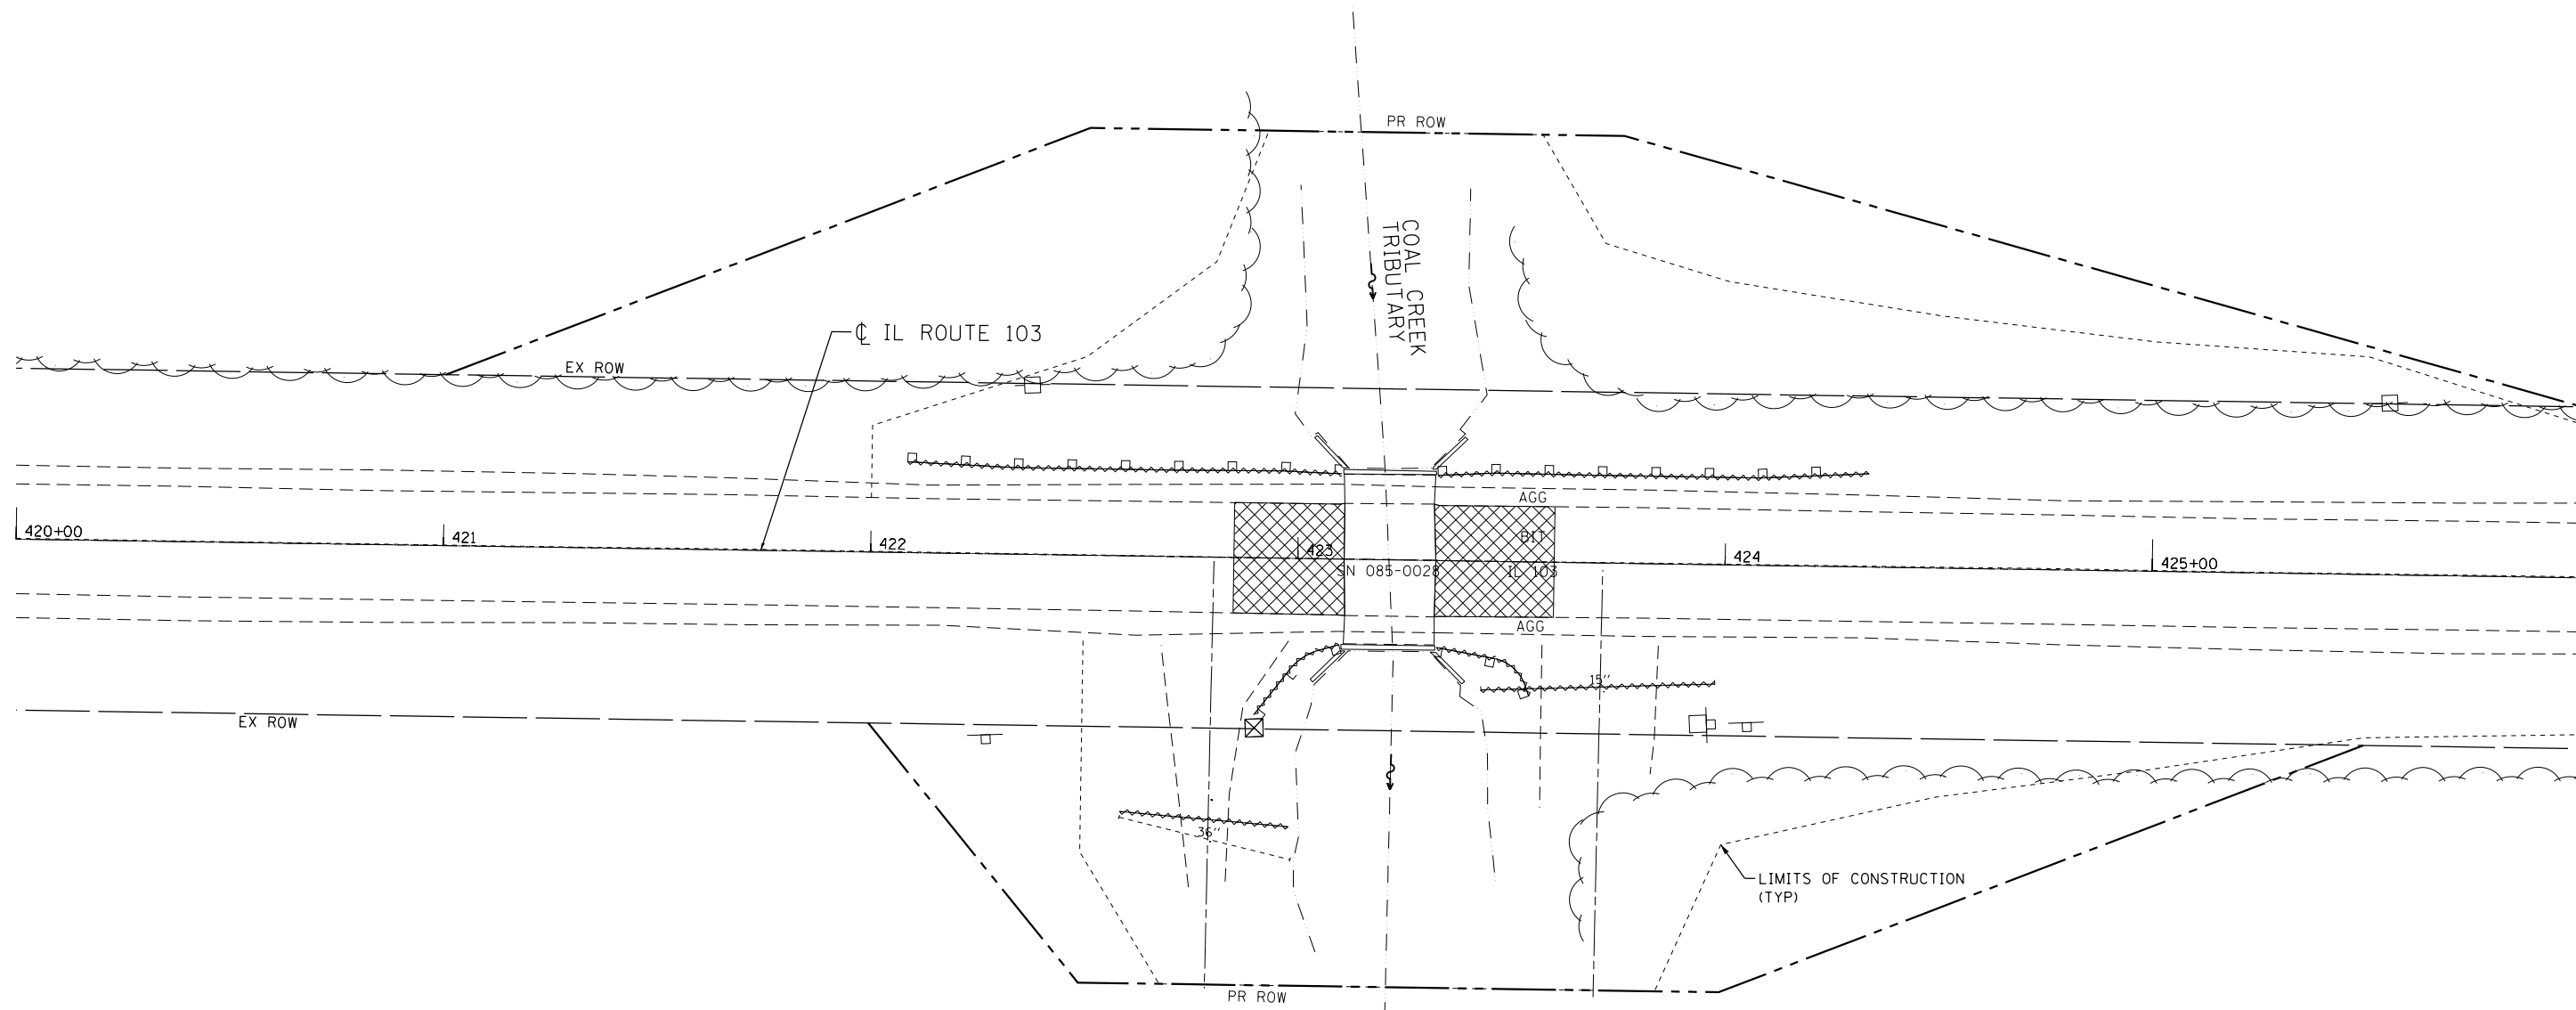 PR ROW
COAL CREEK
TRIBUTARY
℄ IL ROUTE 103
EX ROW
AGG
420+00
421
422
423
BIT
424
425+00
SN 085-0028
IL 103
AGG
15''
EX ROW
36''
LIMITS OF CONSTRUCTION
(TYP)
PR ROW